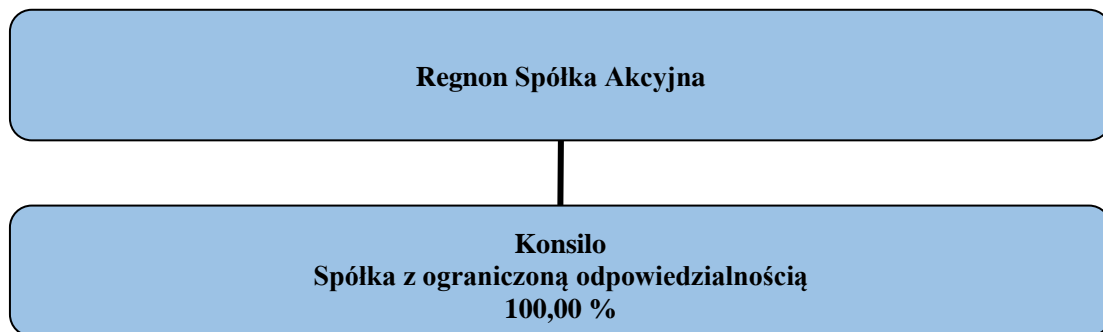 Regnon Spółka Akcyjna
Konsilo
Spółka z ograniczoną odpowiedzialnością
100,00 %